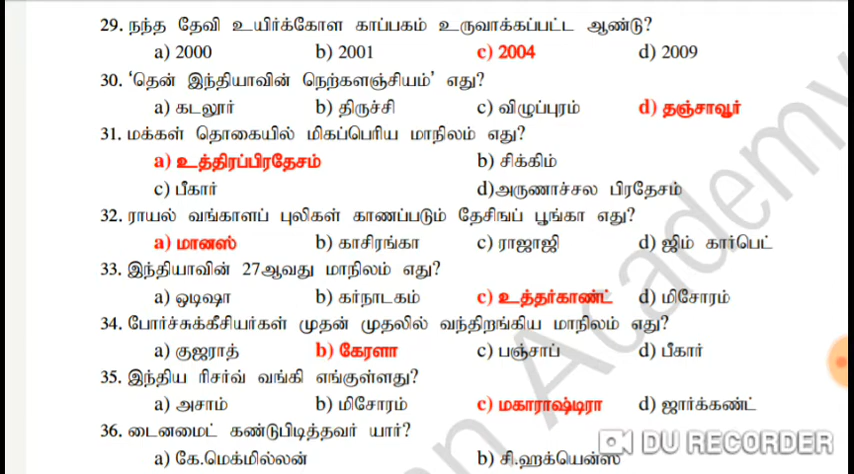 29. நந்த தேவி உயிர்க்கோள காப்பகம் உருவாக்கப்பட்ட ஆண்டு?
a) 2000 b) 2001 c) 2004 d) 2009
30. ‘தென் இந்தியாவின் நெற்களஞ்சியம்’ எது?
a) கடலூர் b) திருச்சி c) விழுப்புரம் d) தஞ்சாவூர்
31. மக்கள் தொகையில் மிகப்பெரிய மாநிலம் எது?
a) உத்திரப்பிரதேசம் b) சிக்கிம்
c) பீகார் d)அருணாச்சல பிரதேசம்
32. ராயல் வங்காளப் புலிகள் காணப்படும் தேசிஙப் பூங்கா எது?
a) மானஸ் b) காசிரங்கா c) ராஜாஜி d) ஜிம் கார்பெட்
33. இந்தியாவின் 27ஆவது மாநிலம் எது?
a) ஒடிஷா b) கர்நாடகம் c) உத்தர்காண்ட் d) மிசோரம்
34. போர்ச்சுக்கீசியர்கள் முதன் முதலில் வந்திறங்கிய மாநிலம் எது?
a) குஜராத் b) கேரளா c) பஞ்சாப் d) பீகார்
35. இந்திய ரிசர்வ் வங்கி எங்குள்ளது?
a) அசாம் b) மிசோரம் c) மகாராஷ்டிரா d) ஜார்க்கண்ட்
36. டைனமைட் கண்டுபிடித்தவர் யார்?
a) கே.மெக்மில்லன் b) சி.ஹக்யென்ஸ்
Academy
DU RECORDER